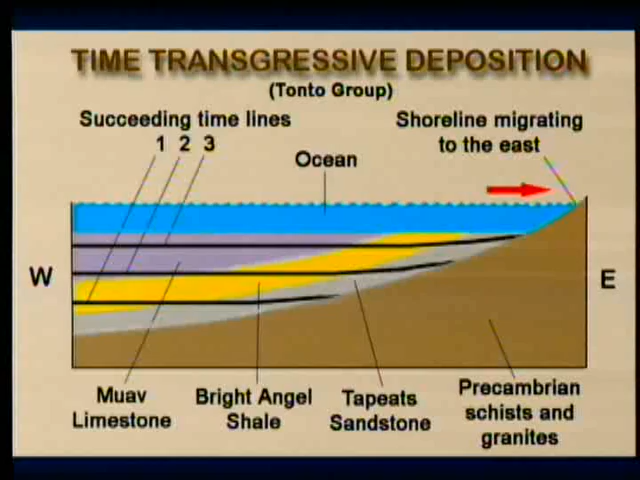 TIME TRANSGRESSIVE DEPOSITION
(Tonto Group)
Succeeding time lines
1 2 3
Shoreline migrating
to the east
Ocean
W
E
Muav
Limestone
Bright Angel
Shale
Tapeats
Sandstone
Precambrian
schists and
granites